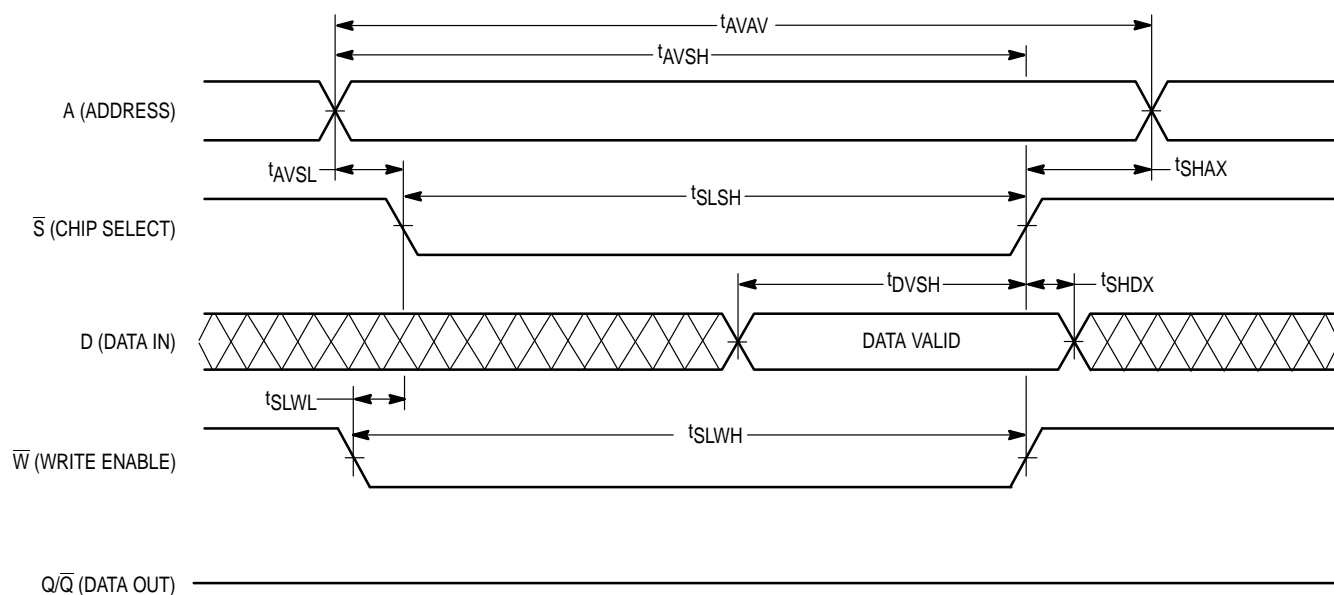 tAVAV
tAVSH
A (ADDRESS)
tAVSL
tSHAX
tSLSH
S̅ (CHIP SELECT)
tDVSH
tSHDX
D (DATA IN)
DATA VALID
tSLWL
tSLWH
W̅ (WRITE ENABLE)
Q/Q̅ (DATA OUT)